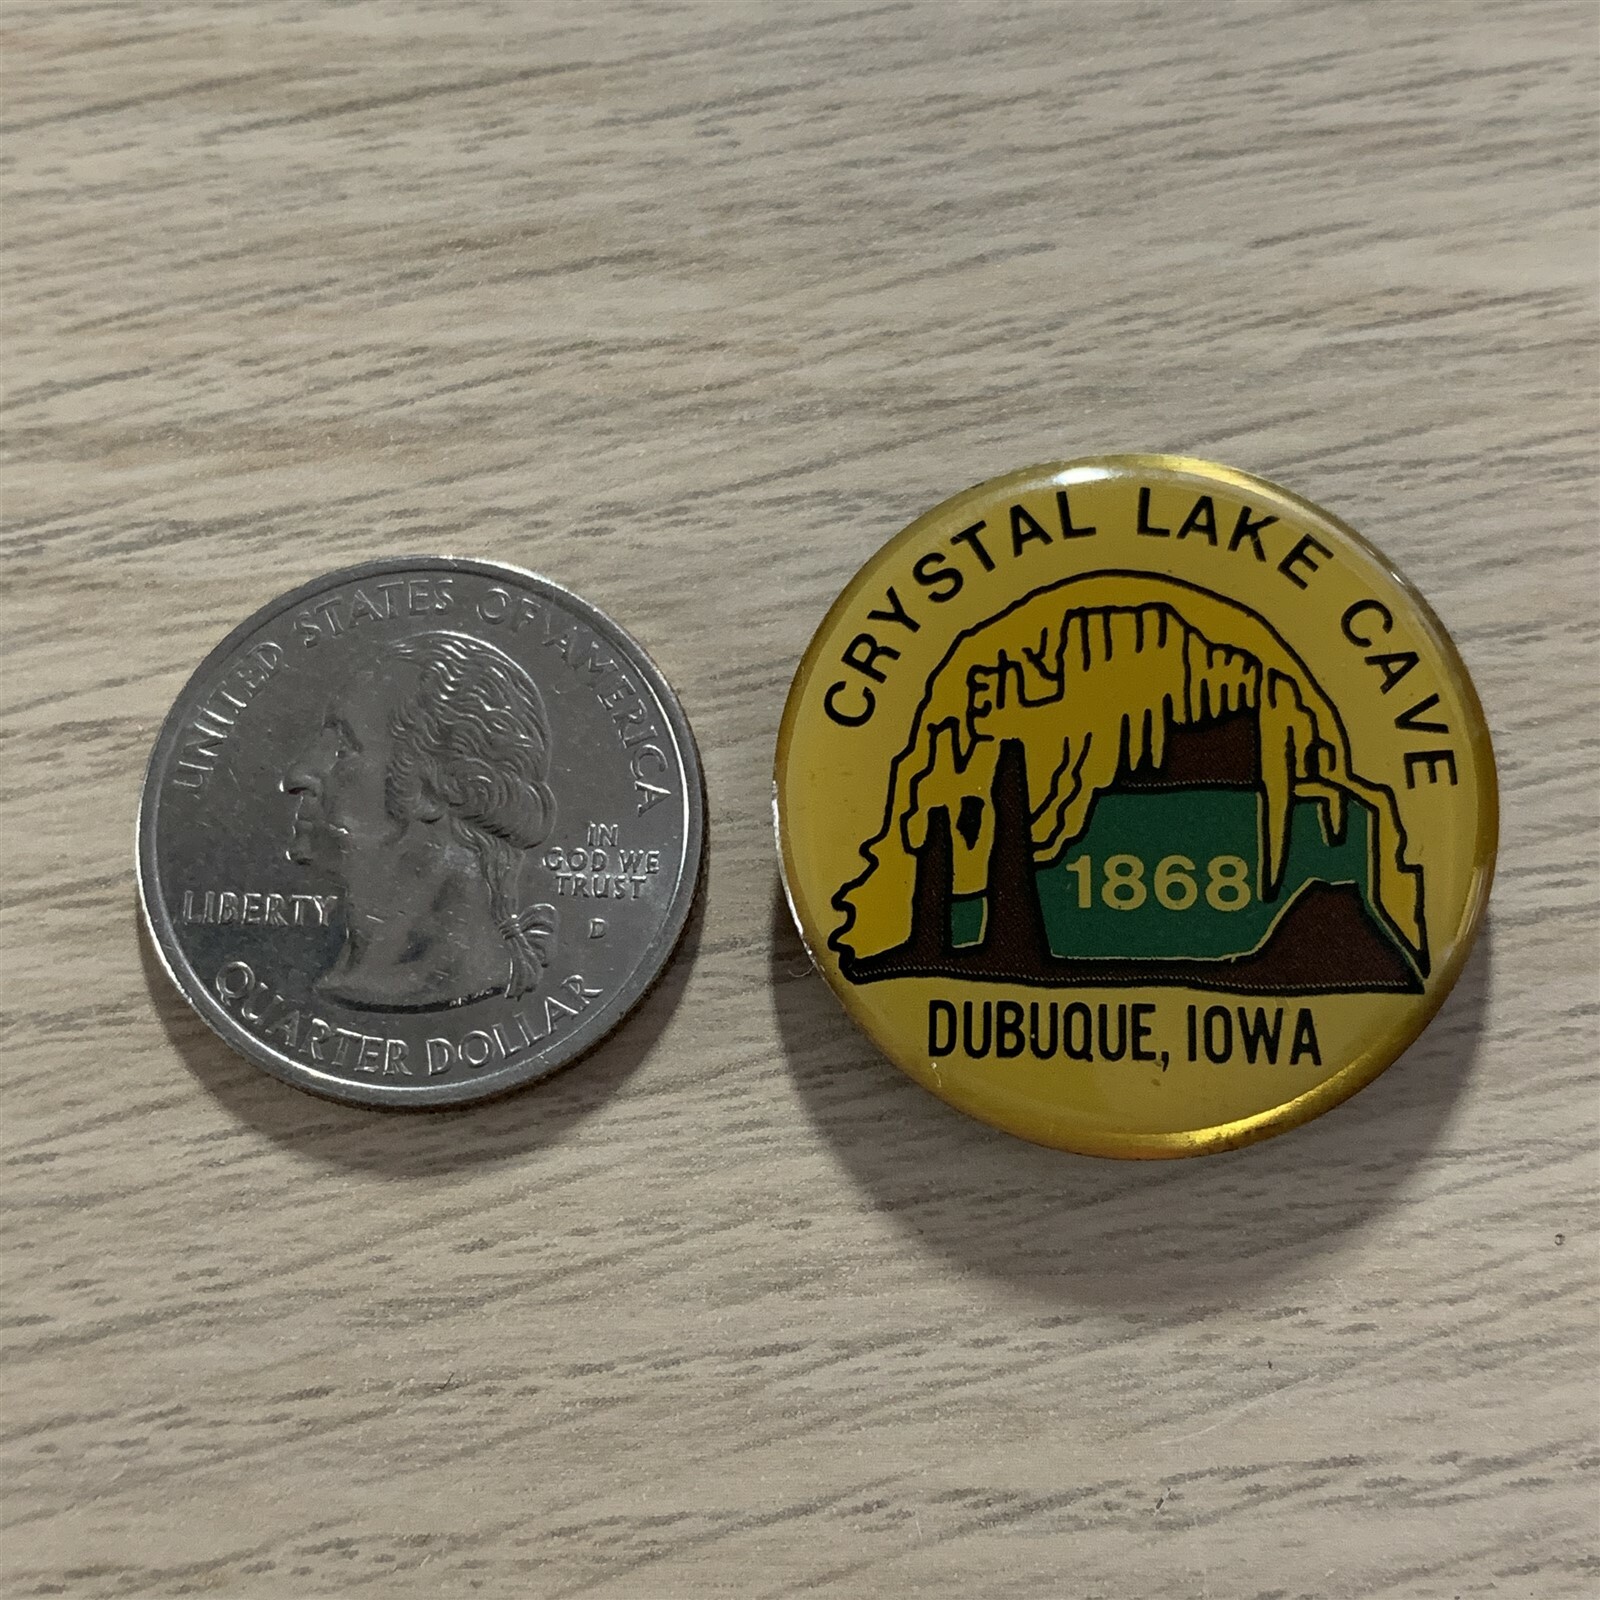 UNITED STATES OF AMERICA
LIBERTY
IN
GOD WE
TRUST
D
QUARTER DOLLAR
CRYSTAL LAKE CAVE
1868
DUBUQUE, IOWA